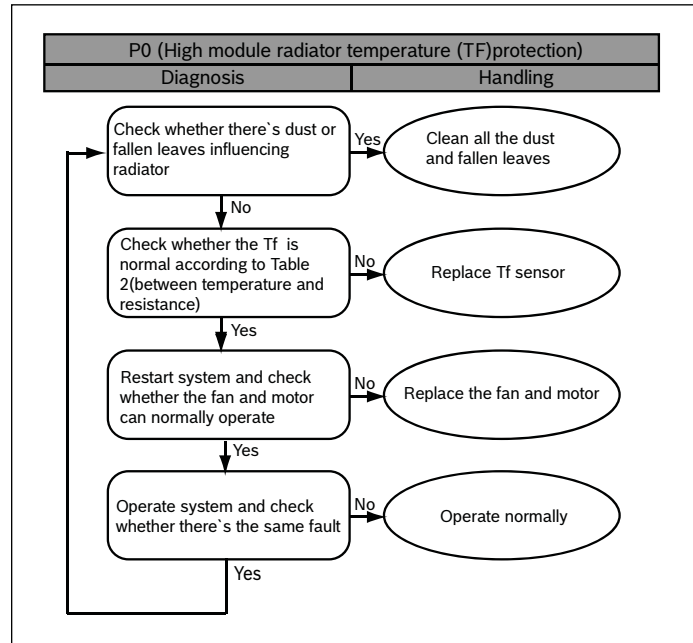 P0 (High module radiator temperature (TF)protection)
Diagnosis
Handling
Check whether there`s dust or
fallen leaves influencing
radiator
Yes
Clean all the dust
and fallen leaves
No
Check whether the Tf is
normal according to Table
2(between temperature and
resistance)
No
Replace Tf sensor
Yes
Restart system and check
whether the fan and motor
can normally operate
No
Replace the fan and motor
Yes
Operate system and check
whether there`s the same fault
No
Operate normally
Yes